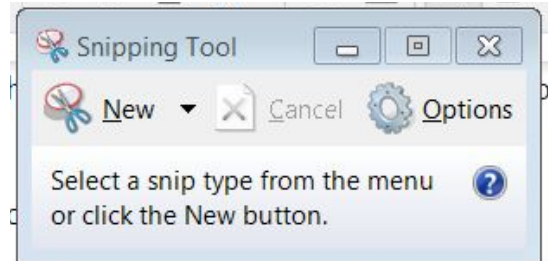 Snipping Tool
New Cancel Options
Select a snip type from the menu
or click the New button.